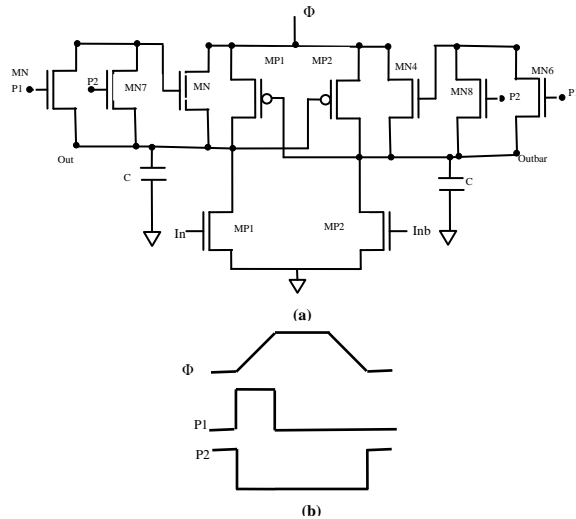 Φ
MP1 MP2
MN MN6
P1 P2 MN7 MN MN4 MN8 P2 P
Out Outbar
C C
In MP1 MP2 Inb
(a)
Φ
P1
P2
(b)